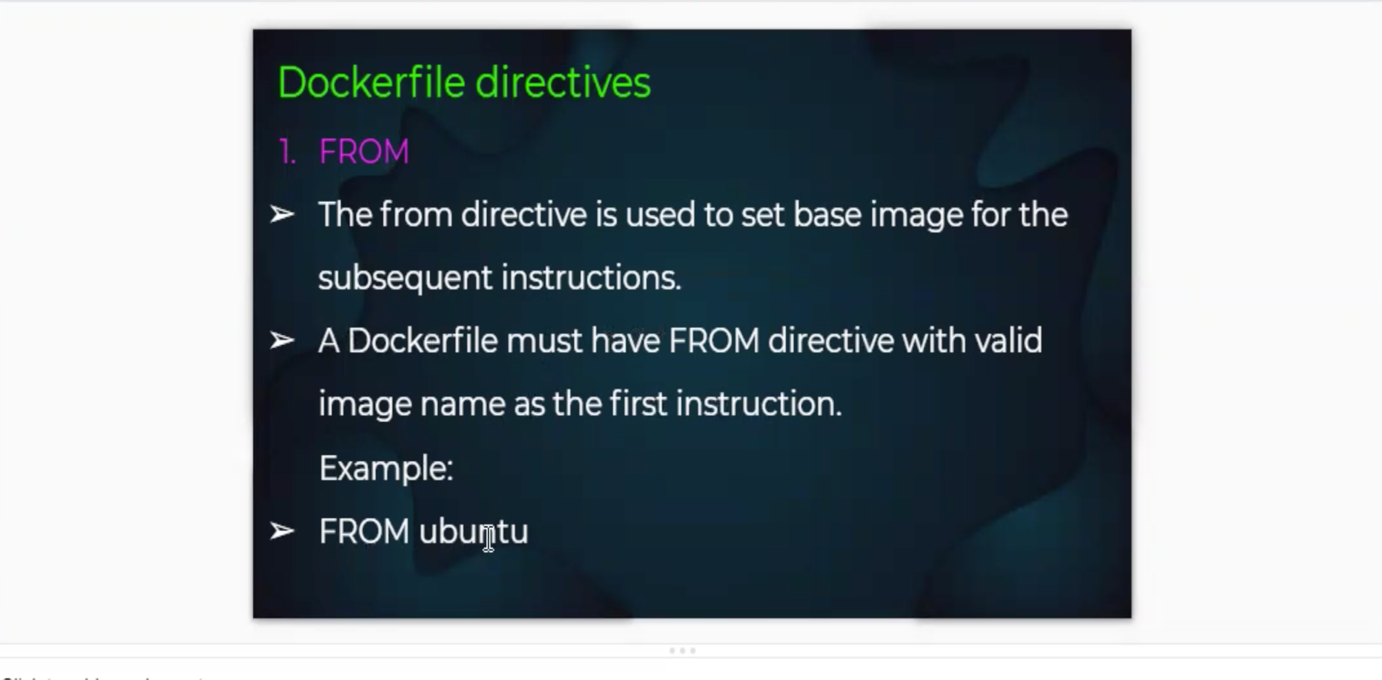 Dockerfile directives
1. FROM
➢ The from directive is used to set base image for the
subsequent instructions.
➢ A Dockerfile must have FROM directive with valid
image name as the first instruction.
Example:
➢ FROM ubuntu